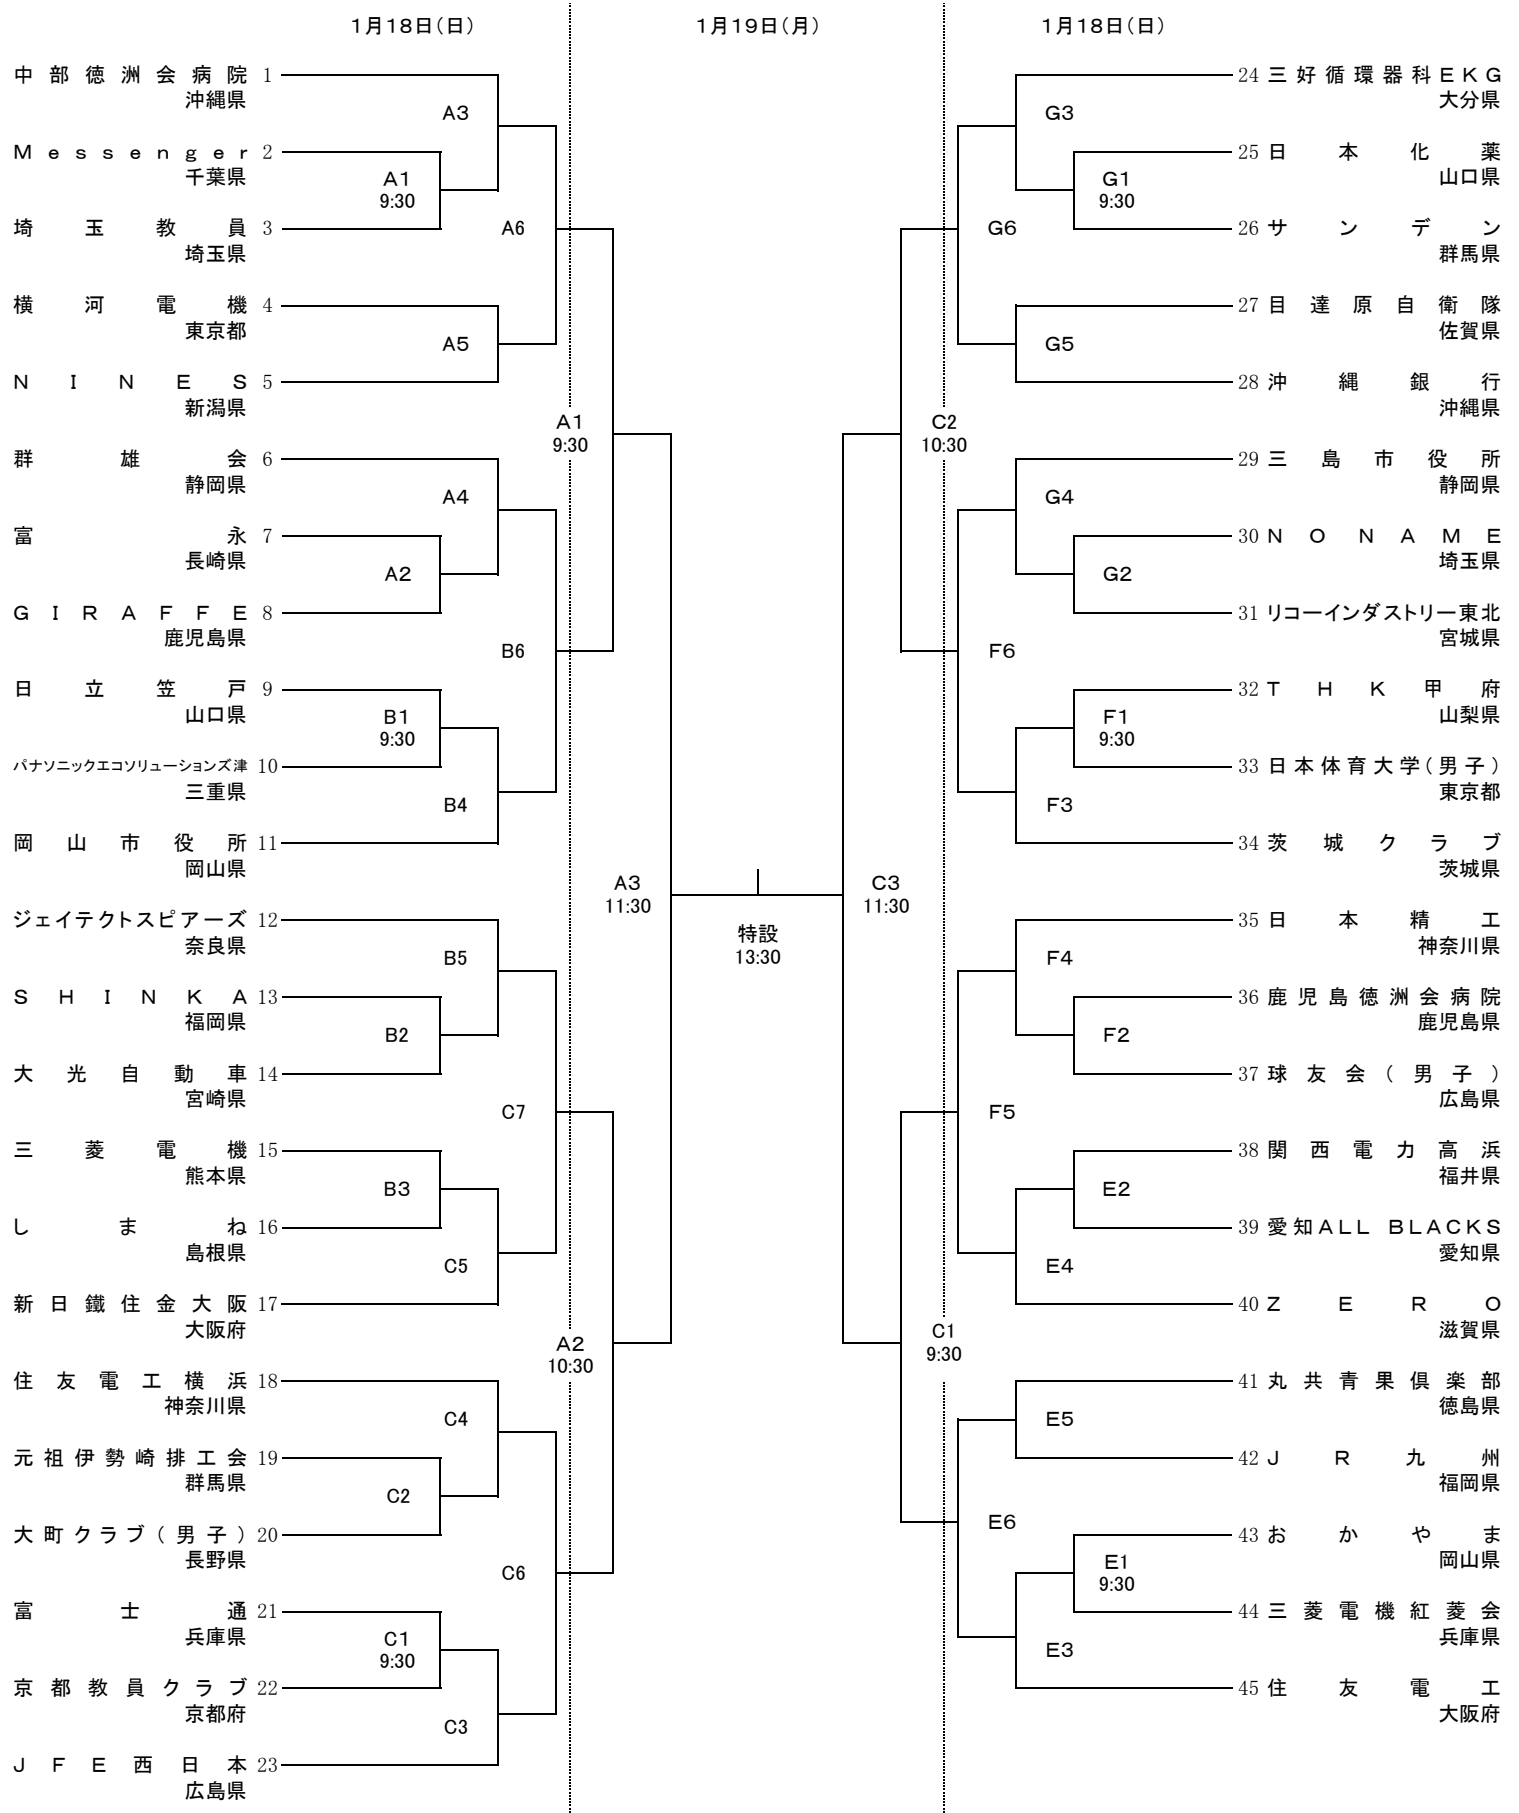 1月18日(日)
1月19日(月)
1月18日(日)
中部徳洲会病院 1
沖縄県
A3
Messenger 2
千葉県
A1
9:30
埼玉教員 3
埼玉県
A6
横河電機 4
東京都
A5
NINES 5
新潟県
A1
9:30
群雄会 6
静岡県
A4
富永 7
長崎県
A2
GIRAFFE 8
鹿児島県
B6
日立笠戸 9
山口県
B1
9:30
パナソニックエコソリューションズ津 10
三重県
B4
岡山市役所 11
岡山県
A3
11:30
ジェイテクトスピアーズ 12
奈良県
B5
SHINKA 13
福岡県
B2
大光自動車 14
宮崎県
C7
三菱電機 15
熊本県
B3
しまね 16
島根県
C5
新日鐵住金大阪 17
大阪府
A2
10:30
住友電工横浜 18
神奈川県
C4
元祖伊勢崎排工会 19
群馬県
C2
大町クラブ(男子) 20
長野県
C6
富士通 21
兵庫県
C1
9:30
京都教員クラブ 22
京都府
C3
JFE西日本 23
広島県
特設
13:30
24 三好循環器科EKG
大分県
G3
25 日本化薬
山口県
G1
9:30
26 サンデン
群馬県
G6
27 目達原自衛隊
佐賀県
G5
28 沖縄銀行
沖縄県
C2
10:30
29 三島市役所
静岡県
G4
30 NONAME
埼玉県
G2
31 リコーインダストリー東北
宮城県
F6
32 THK甲府
山梨県
F1
9:30
33 日本体育大学(男子)
東京都
F3
34 茨城クラブ
茨城県
C3
11:30
35 日本精工
神奈川県
F4
36 鹿児島徳洲会病院
鹿児島県
F2
37 球友会(男子)
広島県
F5
38 関西電力高浜
福井県
E2
39 愛知ALL BLACKS
愛知県
E4
40 ZERO
滋賀県
C1
9:30
41 丸共青果倶楽部
徳島県
E5
42 JR九州
福岡県
E6
43 おかやま
岡山県
E1
9:30
44 三菱電機紅菱会
兵庫県
E3
45 住友電工
大阪府